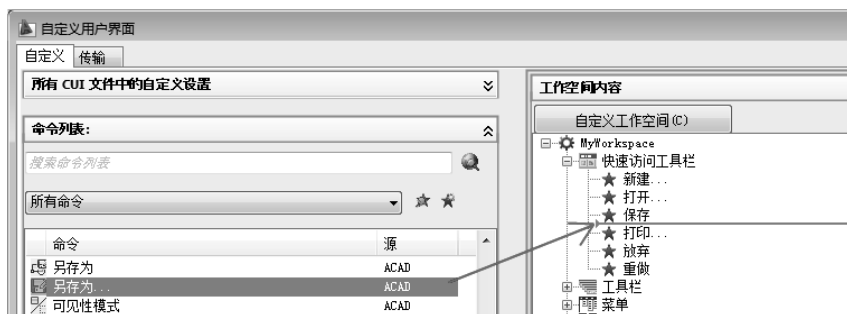 自定义用户界面
自定义 传输
所有 CUI 文件中的自定义设置
命令列表:
搜索命令列表
所有命令
命令 源
另存为 ACAD
另存为... ACAD
可见性模式 ACAD
工作空间内容
自定义工作空间(C)
MyWorkspace
快速访问工具栏
新建...
打开...
保存
打印...
放弃
重做
工具栏
菜单